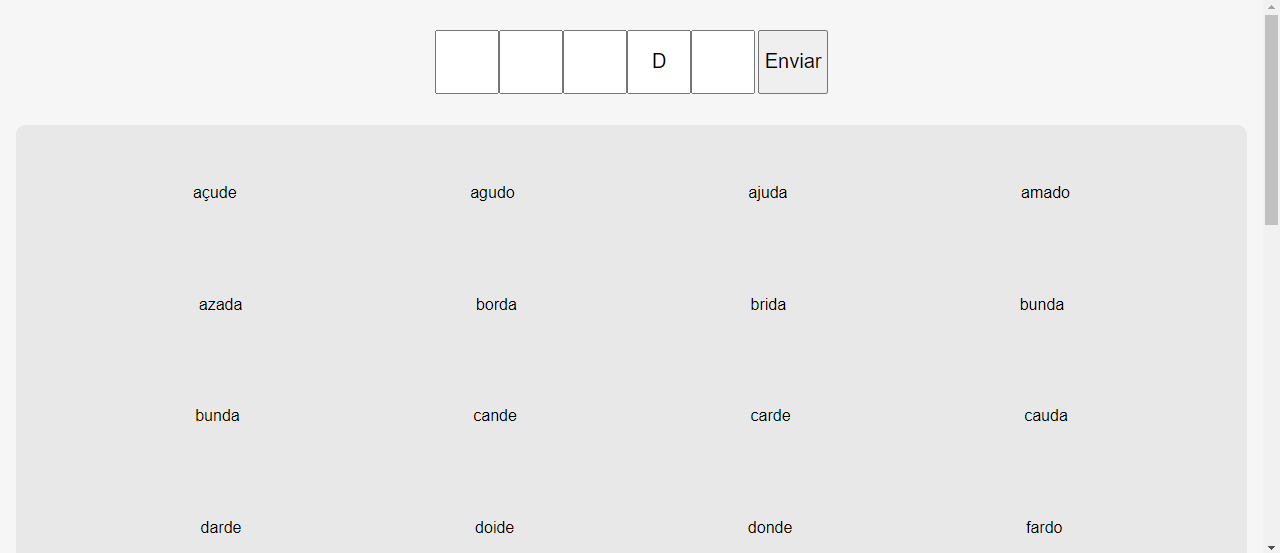 D Enviar
açude agudo ajuda amado
azada borda brida bunda
bunda cande carde cauda
darde doide donde fardo